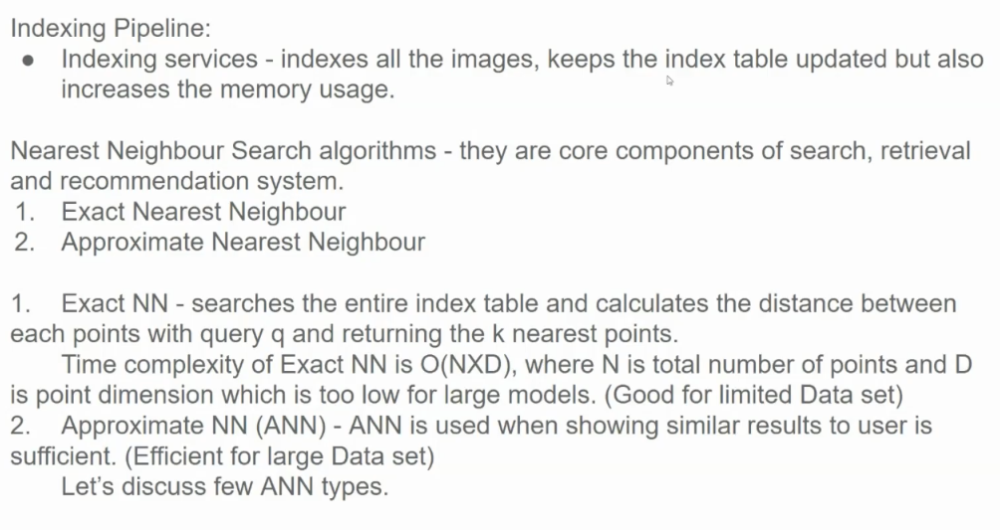 Indexing Pipeline:
● Indexing services - indexes all the images, keeps the index table updated but also
increases the memory usage.
Nearest Neighbour Search algorithms - they are core components of search, retrieval
and recommendation system.
1. Exact Nearest Neighbour
2. Approximate Nearest Neighbour
1. Exact NN - searches the entire index table and calculates the distance between
each points with query q and returning the k nearest points.
Time complexity of Exact NN is O(NXD), where N is total number of points and D
is point dimension which is too low for large models. (Good for limited Data set)
2. Approximate NN (ANN) - ANN is used when showing similar results to user is
sufficient. (Efficient for large Data set)
Let's discuss few ANN types.